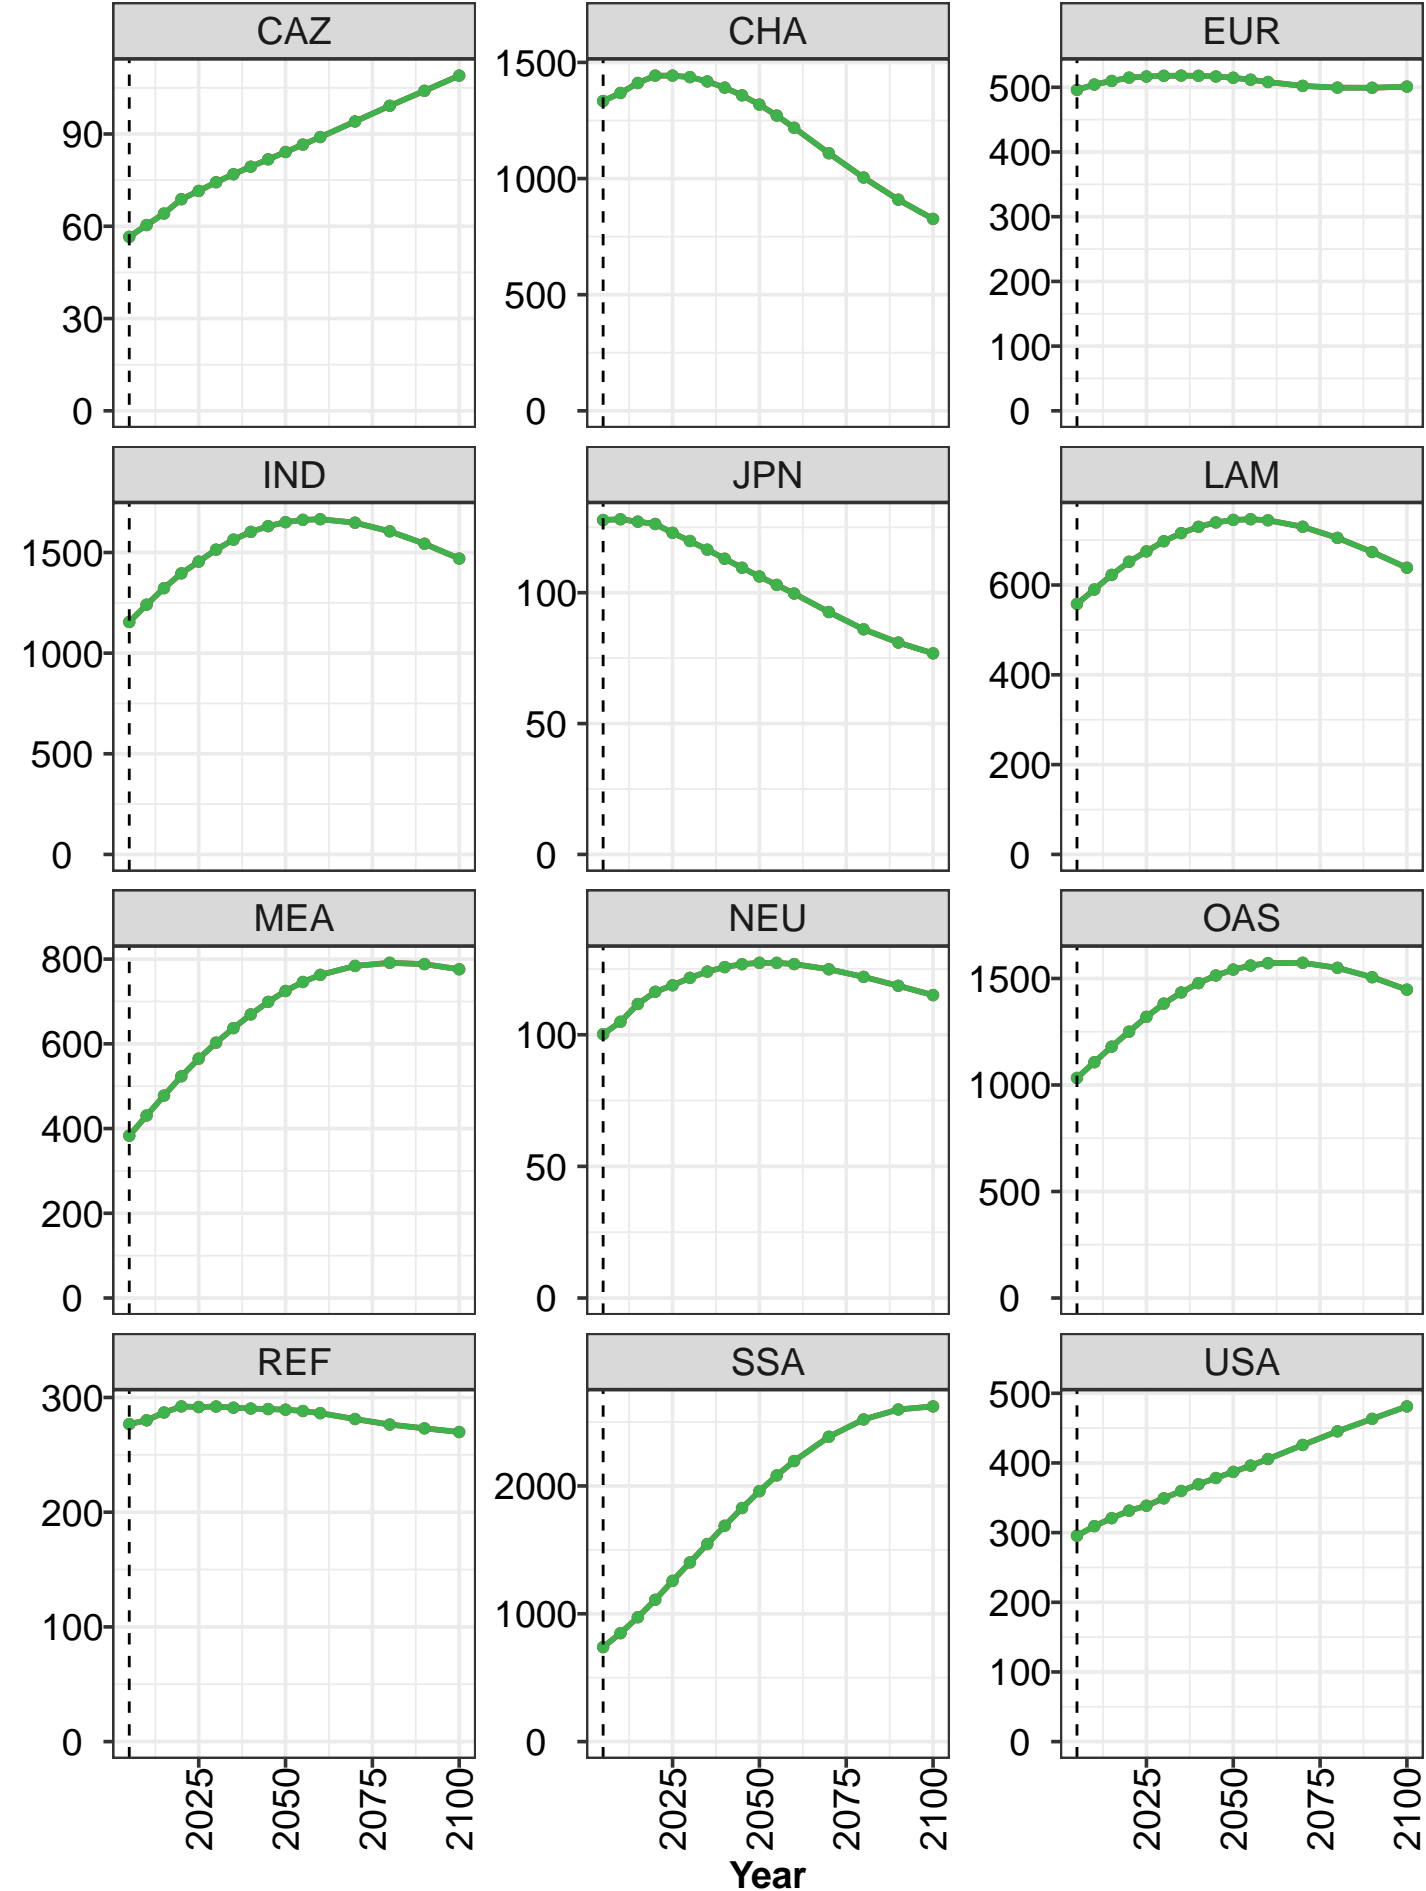 CAZ CHA EUR
90 60 30 0
1500 1000 500 0
500 400 300 200 100 0
IND JPN LAM
1500 1000 500 0
100 50 0
600 400 200 0
MEA NEU OAS
800 600 400 200 0
100 50 0
1500 1000 500 0
REF SSA USA
300 200 100 0
2000 1000 0
500 400 300 200 100 0
2025 2050 2075 2100 2025 2050 2075 2100 2025 2050 2075 2100
Year